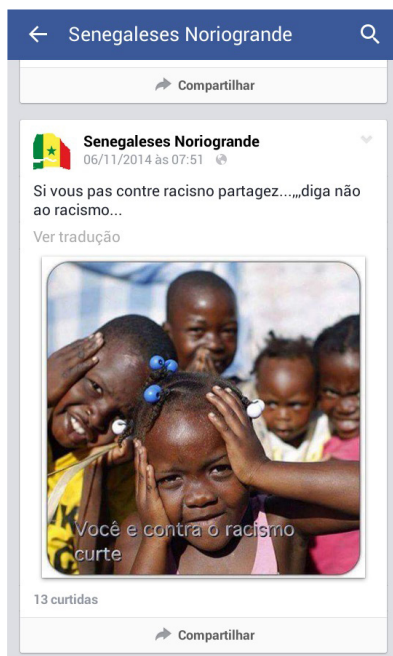 Senegaleses Noriogrande
Compartilhar
Senegaleses Noriogrande
06/11/2014 às 07:51
Si vous pas contre racisno partagez...,,,diga não
ao racismo...
Ver tradução
Você e contra o racismo
curte
13 curtidas
Compartilhar